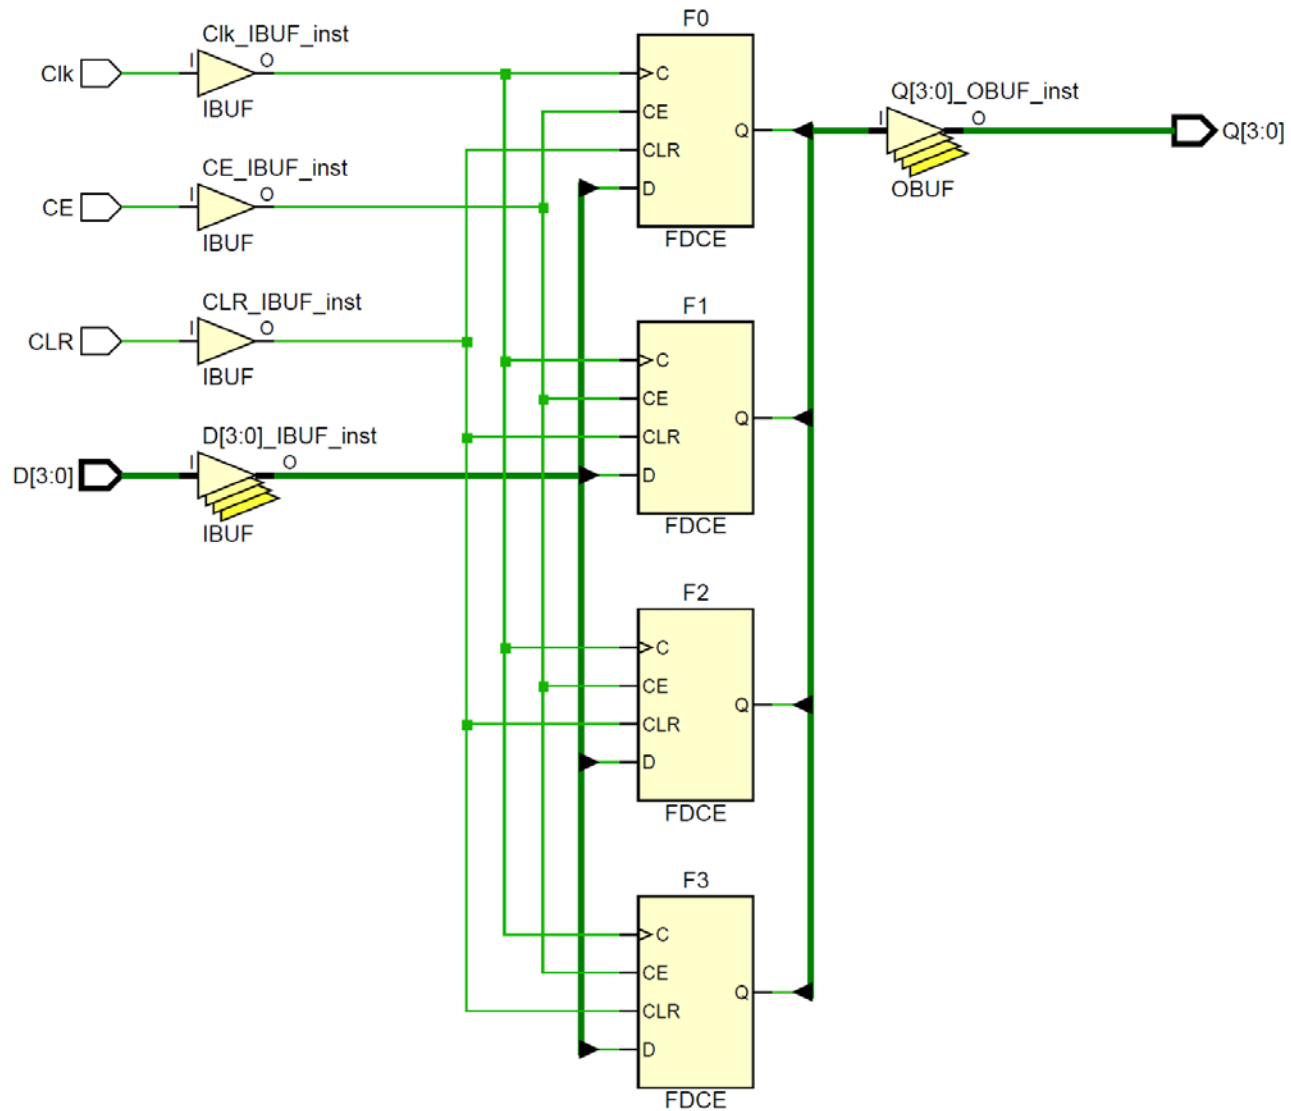 Clk
I
Clk_IBUF_inst
O
IBUF
CE
I
CE_IBUF_inst
O
IBUF
CLR
I
CLR_IBUF_inst
O
IBUF
D[3:0]
I
D[3:0]_IBUF_inst
O
IBUF
F0
C
CE
CLR
D
Q
FDCE
F1
C
CE
CLR
D
Q
FDCE
F2
C
CE
CLR
D
Q
FDCE
F3
C
CE
CLR
D
Q
FDCE
Q[3:0]_OBUF_inst
I
O
OBUF
Q[3:0]